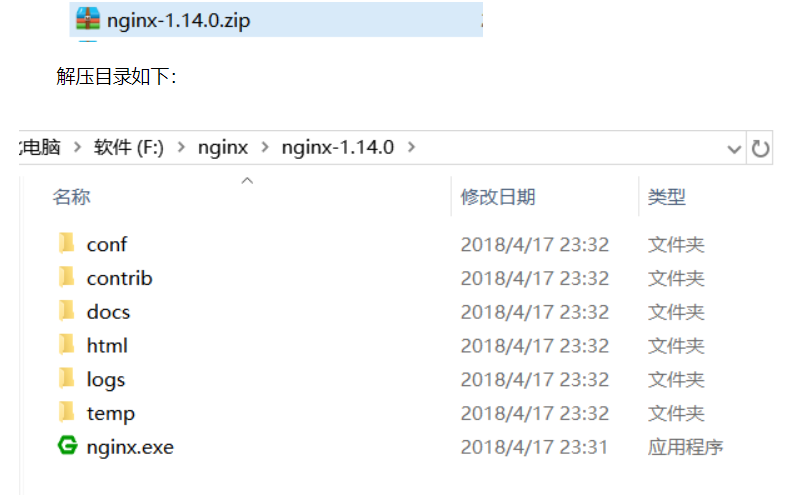 nginx-1.14.0.zip
解压目录如下：
电脑 > 软件 (F:) > nginx > nginx-1.14.0 >
名称 修改日期 类型
conf 2018/4/17 23:32 文件夹
contrib 2018/4/17 23:32 文件夹
docs 2018/4/17 23:32 文件夹
html 2018/4/17 23:32 文件夹
logs 2018/4/17 23:32 文件夹
temp 2018/4/17 23:32 文件夹
nginx.exe 2018/4/17 23:31 应用程序